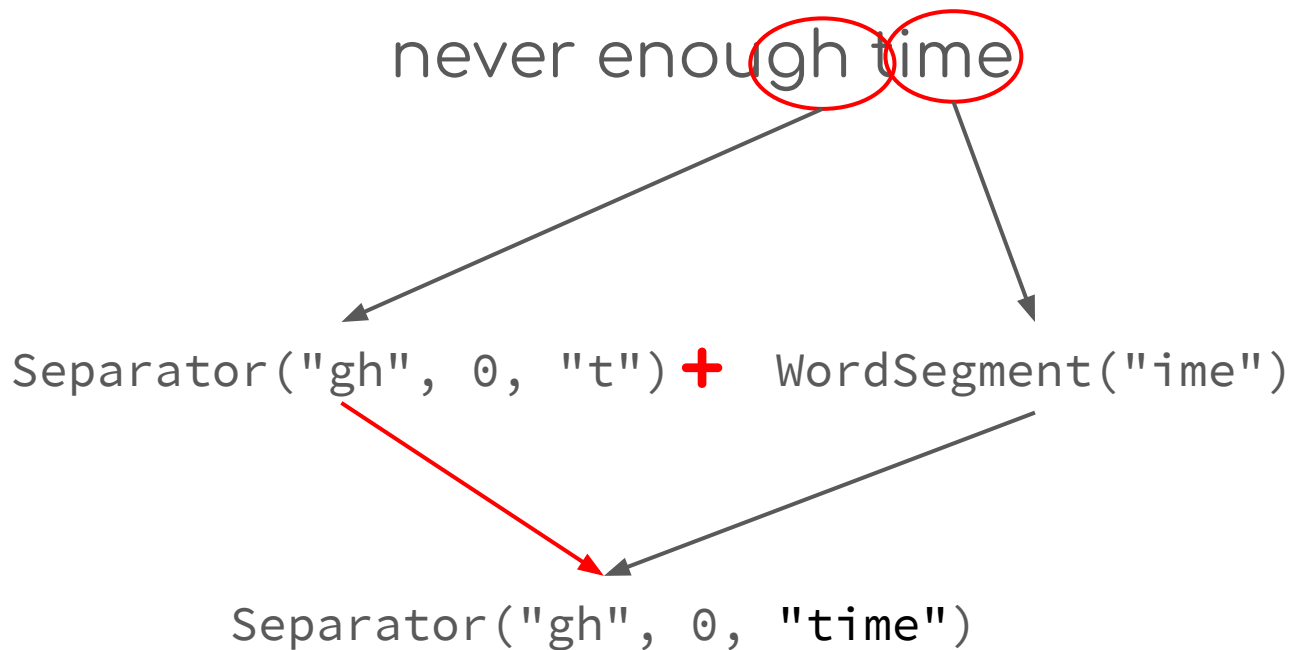 never enough time
Separator("gh", 0, "t") + WordSegment("ime")
Separator("gh", 0, "time")